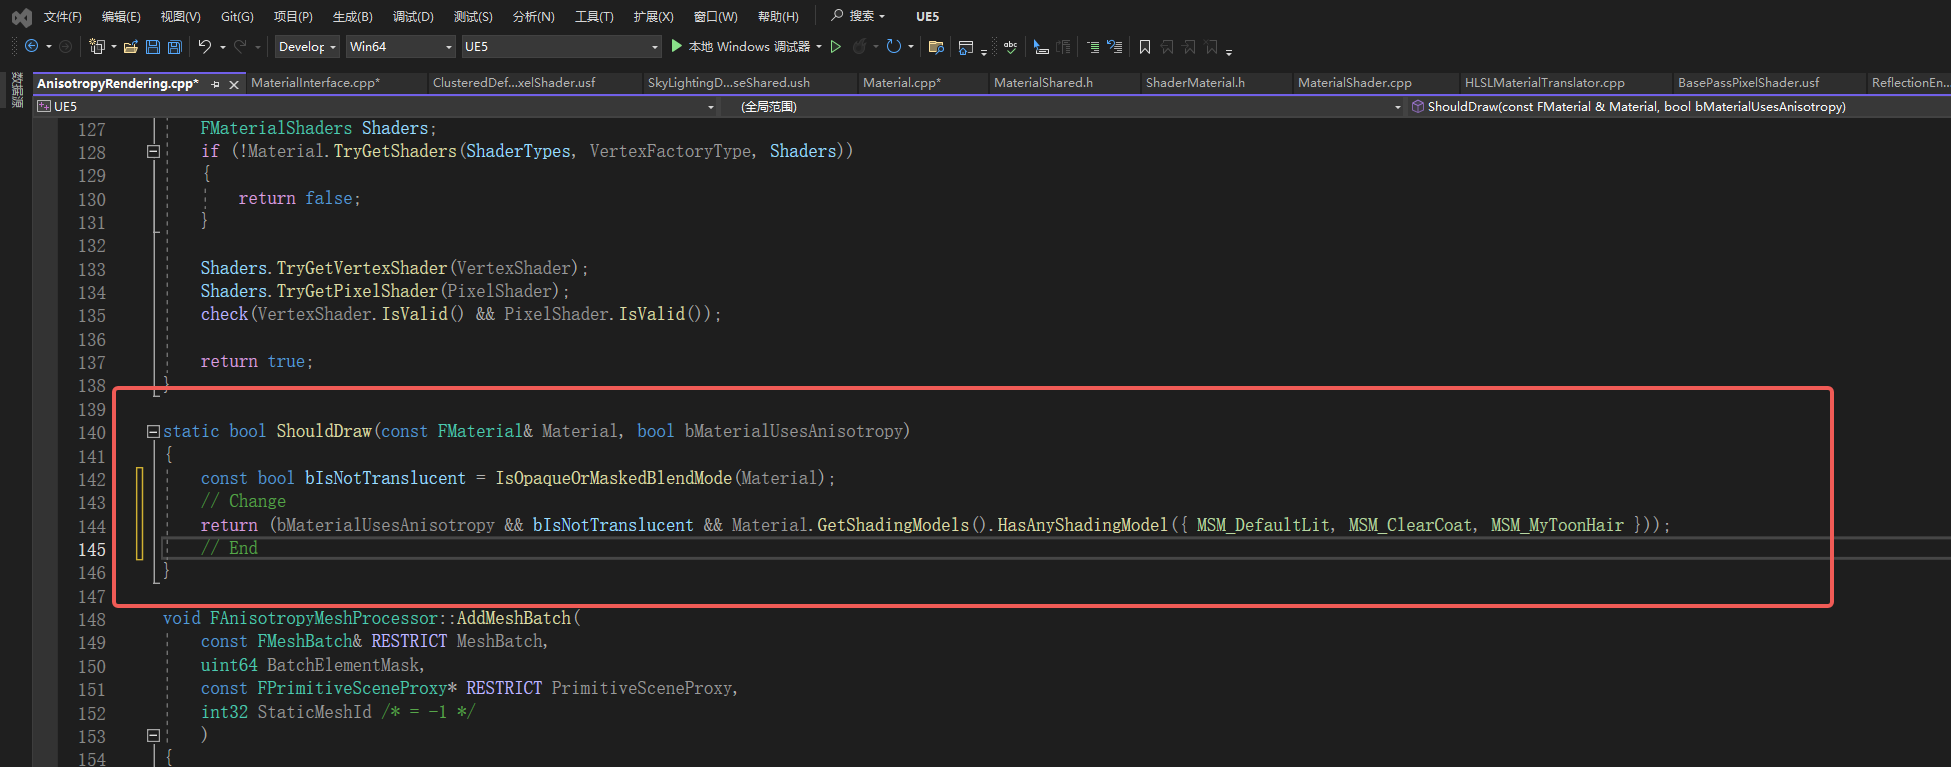 文件(F) 编辑(E) 视图(V) Git(G) 项目(P) 生成(B) 调试(D) 测试(S) 分析(N) 工具(T) 扩展(X) 窗口(W) 帮助(H) 搜索 UE5
Develop Win64 UE5 本地 Windows 调试器
数据源
AnisotropyRendering.cpp* MaterialInterface.cpp* ClusteredDef...xelShader.usf SkyLightingD...seShared.ush Material.cpp* MaterialShared.h ShaderMaterial.h MaterialShader.cpp HLSLMaterialTranslator.cpp BasePassPixelShader.usf ReflectionEn...
UE5 (全局范围) ShouldDraw(const FMaterial & Material, bool bMaterialUsesAnisotropy)
127 FMaterialShaders Shaders;
128 if (!Material.TryGetShaders(ShaderTypes, VertexFactoryType, Shaders))
129 {
130 return false;
131 }
132
133 Shaders.TryGetVertexShader(VertexShader);
134 Shaders.TryGetPixelShader(PixelShader);
135 check(VertexShader.IsValid() && PixelShader.IsValid());
136
137 return true;
138 }
139
140 static bool ShouldDraw(const FMaterial& Material, bool bMaterialUsesAnisotropy)
141 {
142 const bool bIsNotTranslucent = IsOpaqueOrMaskedBlendMode(Material);
143 // Change
144 return (bMaterialUsesAnisotropy && bIsNotTranslucent && Material.GetShadingModels().HasAnyShadingModel({ MSM_DefaultLit, MSM_ClearCoat, MSM_MyToonHair }));
145 // End
146 }
147
148 void FAnisotropyMeshProcessor::AddMeshBatch(
149 const FMeshBatch& RESTRICT MeshBatch,
150 uint64 BatchElementMask,
151 const FPrimitiveSceneProxy* RESTRICT PrimitiveSceneProxy,
152 int32 StaticMeshId /* = -1 */
153 )
154 {